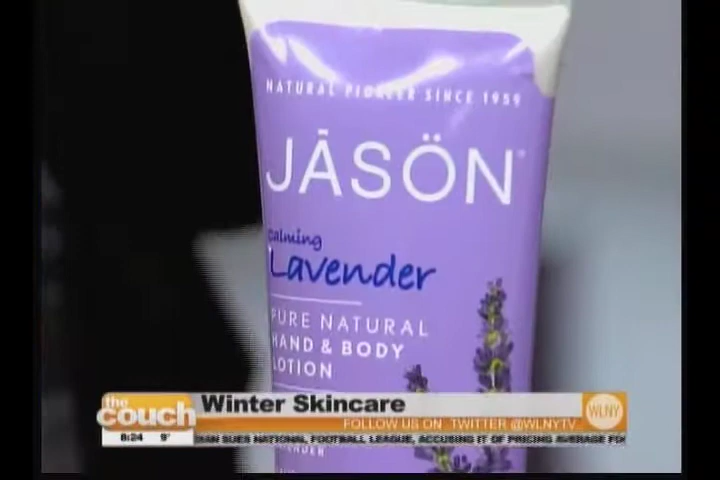 NATURAL PIONEER SINCE 1959
JĀSÖN
calming
Lavender
PURE NATURAL
HAND & BODY
LOTION
the
couch
Winter Skincare
WLNY
FOLLOW US ON TWITTER @WLNYTV
8:24 9°
SUES NATIONAL FOOTBALL LEAGUE, ACCUSING IT OF PRICING AVERAGE